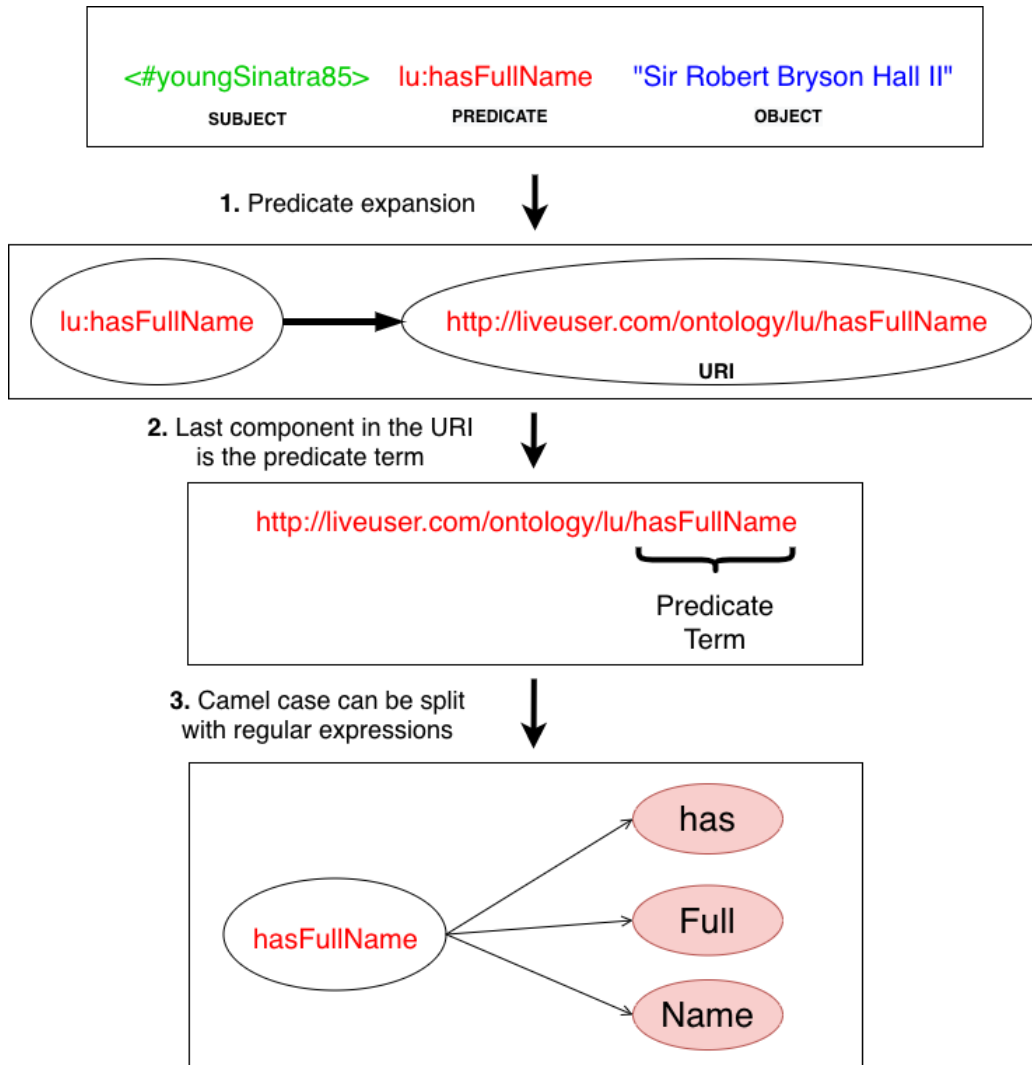 <#youngSinatra85> lu:hasFullName "Sir Robert Bryson Hall II"
SUBJECT PREDICATE OBJECT
1. Predicate expansion
lu:hasFullName http://liveuser.com/ontology/lu/hasFullName
URI
2. Last component in the URI
is the predicate term
http://liveuser.com/ontology/lu/hasFullName
Predicate
Term
3. Camel case can be split
with regular expressions
has
Full
hasFullName
Name